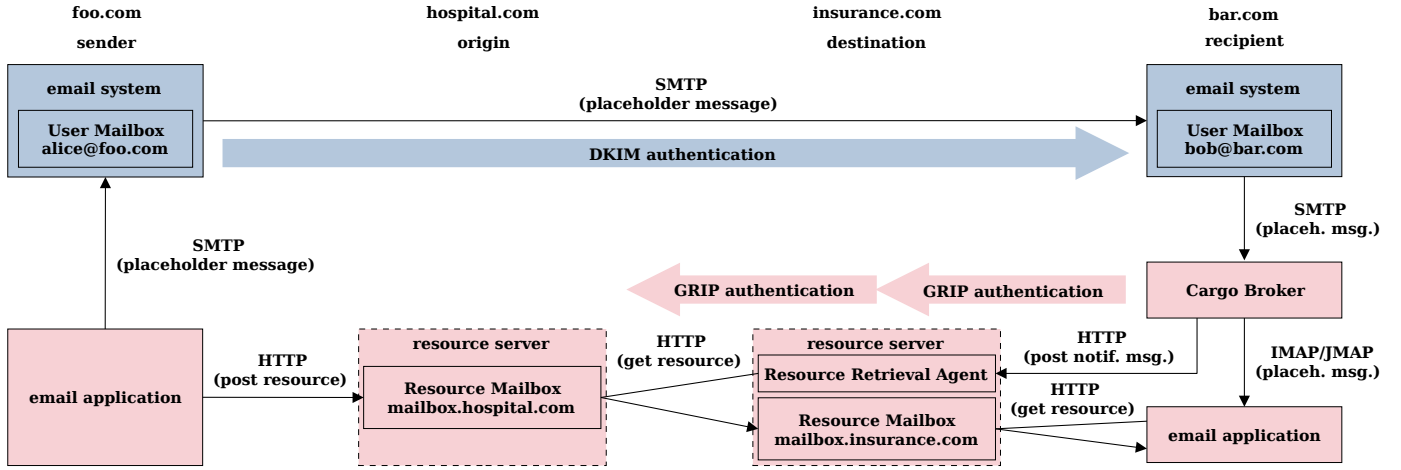 foo.com
hospital.com
insurance.com
bar.com
sender
origin
destination
recipient
email system
User Mailbox
alice@foo.com
SMTP
(placeholder message)
DKIM authentication
email system
User Mailbox
bob@bar.com
SMTP
(placeholder message)
SMTP
(placeh. msg.)
GRIP authentication
GRIP authentication
Cargo Broker
email application
HTTP
(post resource)
resource server
Resource Mailbox
mailbox.hospital.com
HTTP
(get resource)
resource server
Resource Retrieval Agent
Resource Mailbox
mailbox.insurance.com
HTTP
(post notif. msg.)
HTTP
(get resource)
IMAP/JMAP
(placeh. msg.)
email application